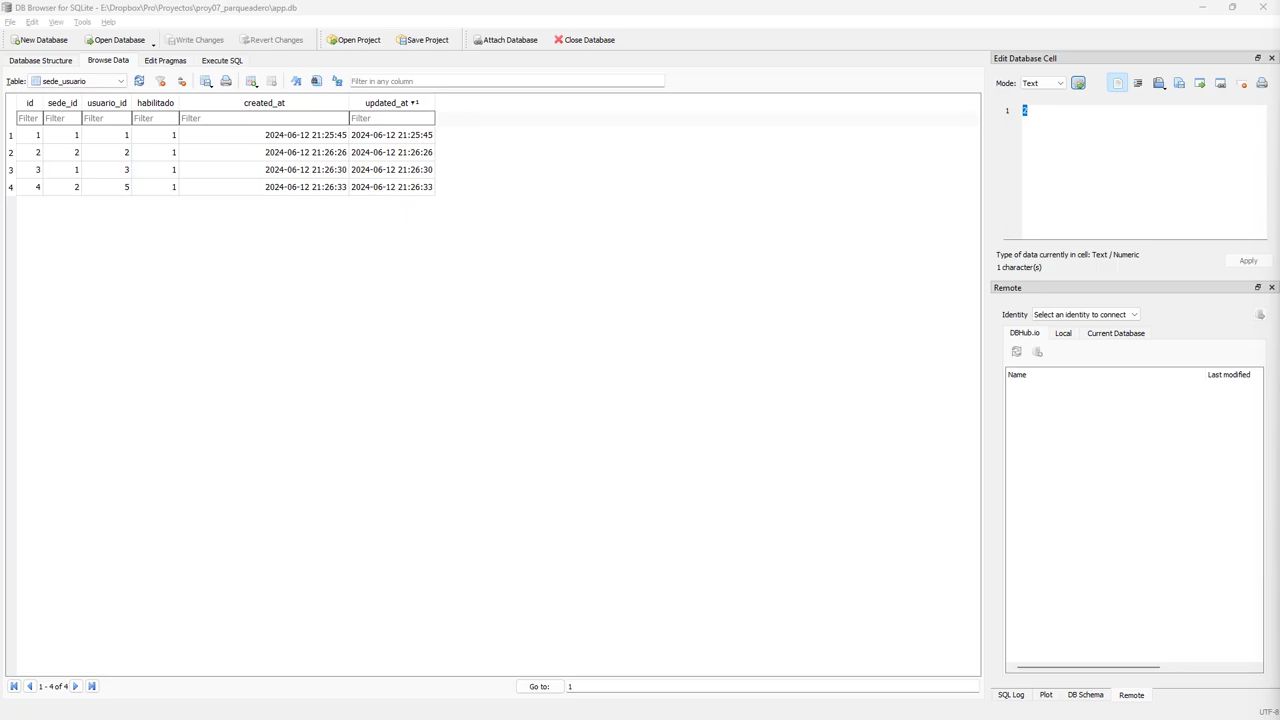 DB Browser for SQLite - E:\Dropbox\Pro\Proyectos\proy07_parqueadero\app.db
File Edit View Tools Help
New Database Open Database Write Changes Revert Changes Open Project Save Project Attach Database Close Database
Database Structure Browse Data Edit Pragmas Execute SQL
Table: sede_usuario Filter in any column
id sede_id usuario_id habilitado created_at updated_at 1
Filter Filter Filter Filter Filter Filter
1 1 1 1 1 2024-06-12 21:25:45 2024-06-12 21:25:45
2 2 2 2 1 2024-06-12 21:26:26 2024-06-12 21:26:26
3 3 1 3 1 2024-06-12 21:26:30 2024-06-12 21:26:30
4 4 2 5 1 2024-06-12 21:26:33 2024-06-12 21:26:33
1 - 4 of 4 Go to: 1
Edit Database Cell
Mode: Text
1 2
Type of data currently in cell: Text / Numeric
1 character(s)
Apply
Remote
Identity Select an identity to connect
DBHub.io Local Current Database
Name Last modified
SQL Log Plot DB Schema Remote
UTF-8